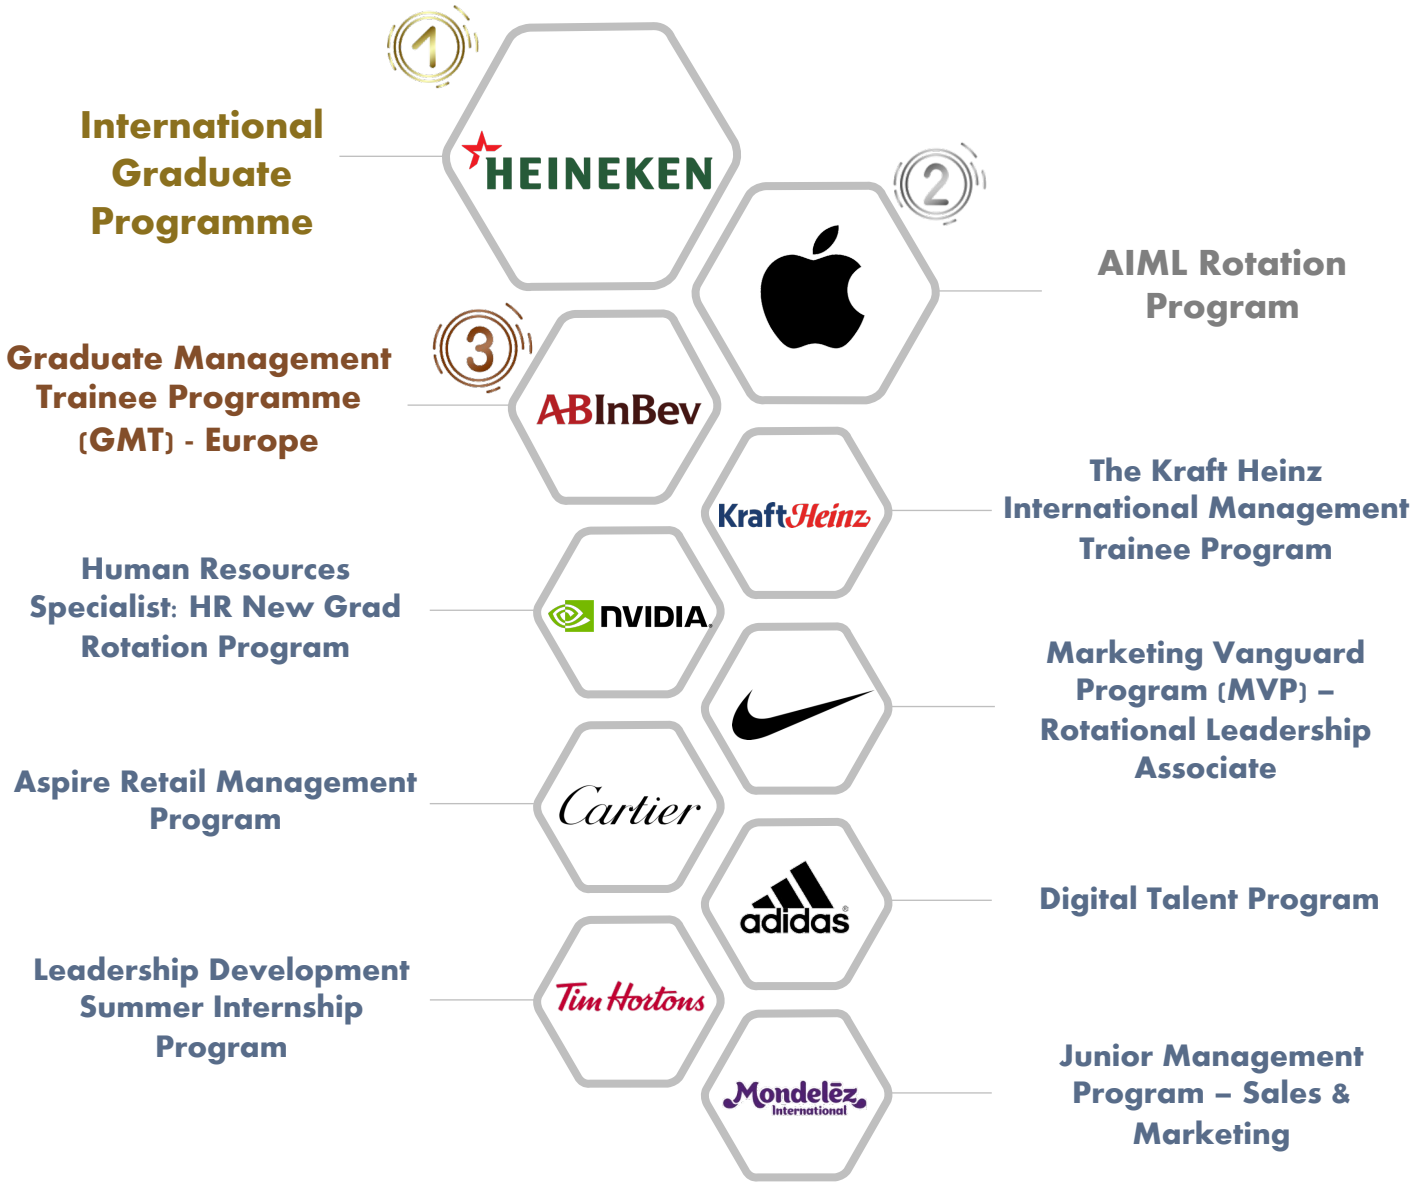 1
International
Graduate
Programme
HEINEKEN
2
AIML Rotation
Program
3
Graduate Management
Trainee Programme
(GMT) - Europe
ABInBev
The Kraft Heinz
International Management
Trainee Program
KraftHeinz
Human Resources
Specialist: HR New Grad
Rotation Program
NVIDIA.
Marketing Vanguard
Program (MVP) –
Rotational Leadership
Associate
Aspire Retail Management
Program
Cartier
adidas®
Digital Talent Program
Leadership Development
Summer Internship
Program
Tim Hortons
Mondelēz
International
Junior Management
Program – Sales &
Marketing